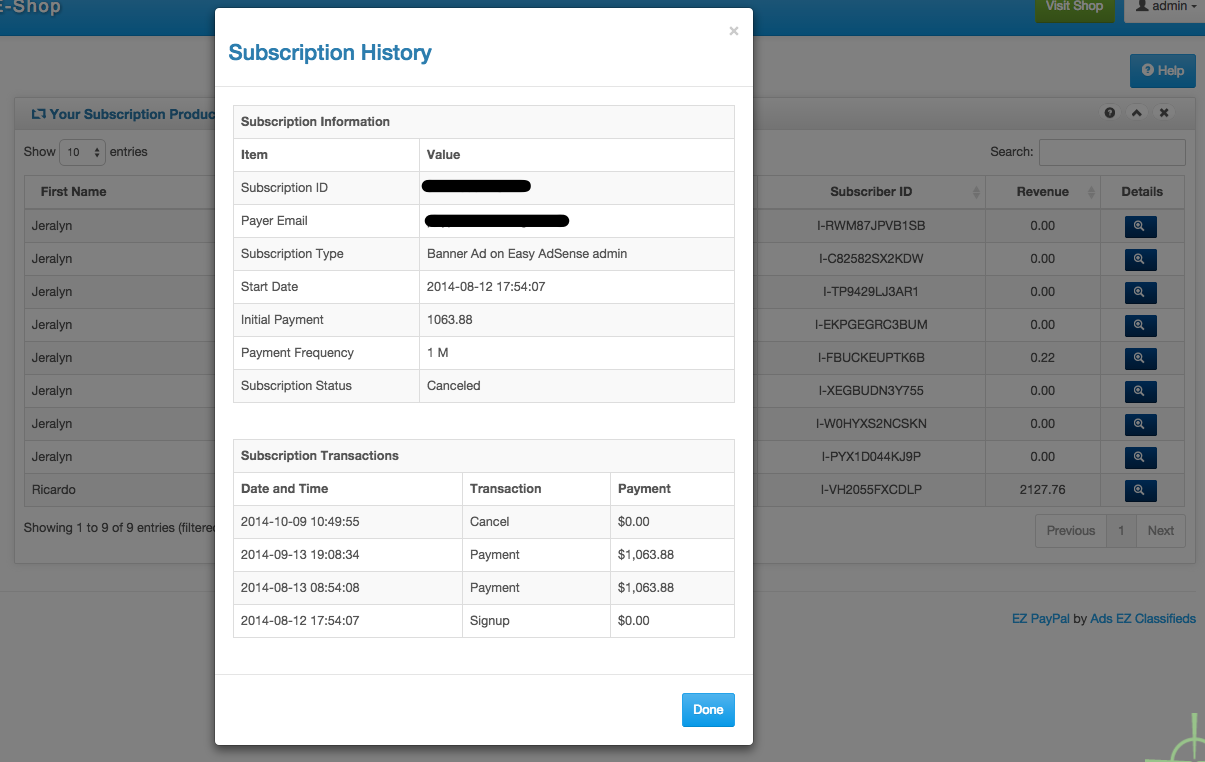 E-Shop
Visit Shop
admin
Help
Your Subscription Produc
Show 10 entries
Search:
First Name
Subscriber ID Revenue Details
Jeralyn I-RWM87JPVB1SB 0.00
Jeralyn I-C82582SX2KDW 0.00
Jeralyn I-TP9429LJ3AR1 0.00
Jeralyn I-EKPGEGRC3BUM 0.00
Jeralyn I-FBUCKEUPTK6B 0.22
Jeralyn I-XEGBUDN3Y755 0.00
Jeralyn I-W0HYXS2NCSKN 0.00
Jeralyn I-PYX1D044KJ9P 0.00
Ricardo I-VH2055FXCDLP 2127.76
Showing 1 to 9 of 9 entries (filtere
Previous 1 Next
EZ PayPal by Ads EZ Classifieds
Subscription History
Subscription Information
Item Value
Subscription ID
Payer Email
Subscription Type Banner Ad on Easy AdSense admin
Start Date 2014-08-12 17:54:07
Initial Payment 1063.88
Payment Frequency 1 M
Subscription Status Canceled
Subscription Transactions
Date and Time Transaction Payment
2014-10-09 10:49:55 Cancel $0.00
2014-09-13 19:08:34 Payment $1,063.88
2014-08-13 08:54:08 Payment $1,063.88
2014-08-12 17:54:07 Signup $0.00
Done